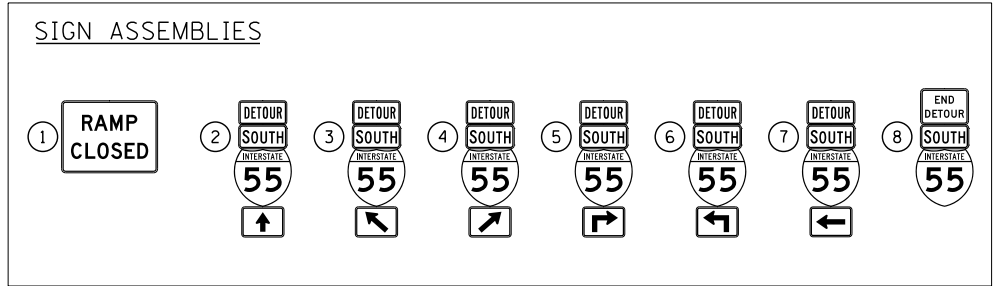 SIGN ASSEMBLIES
1
RAMP
CLOSED
2
DETOUR
SOUTH
INTERSTATE
55
3
DETOUR
SOUTH
INTERSTATE
55
4
DETOUR
SOUTH
INTERSTATE
55
5
DETOUR
SOUTH
INTERSTATE
55
6
DETOUR
SOUTH
INTERSTATE
55
7
DETOUR
SOUTH
INTERSTATE
55
8
END
DETOUR
SOUTH
INTERSTATE
55